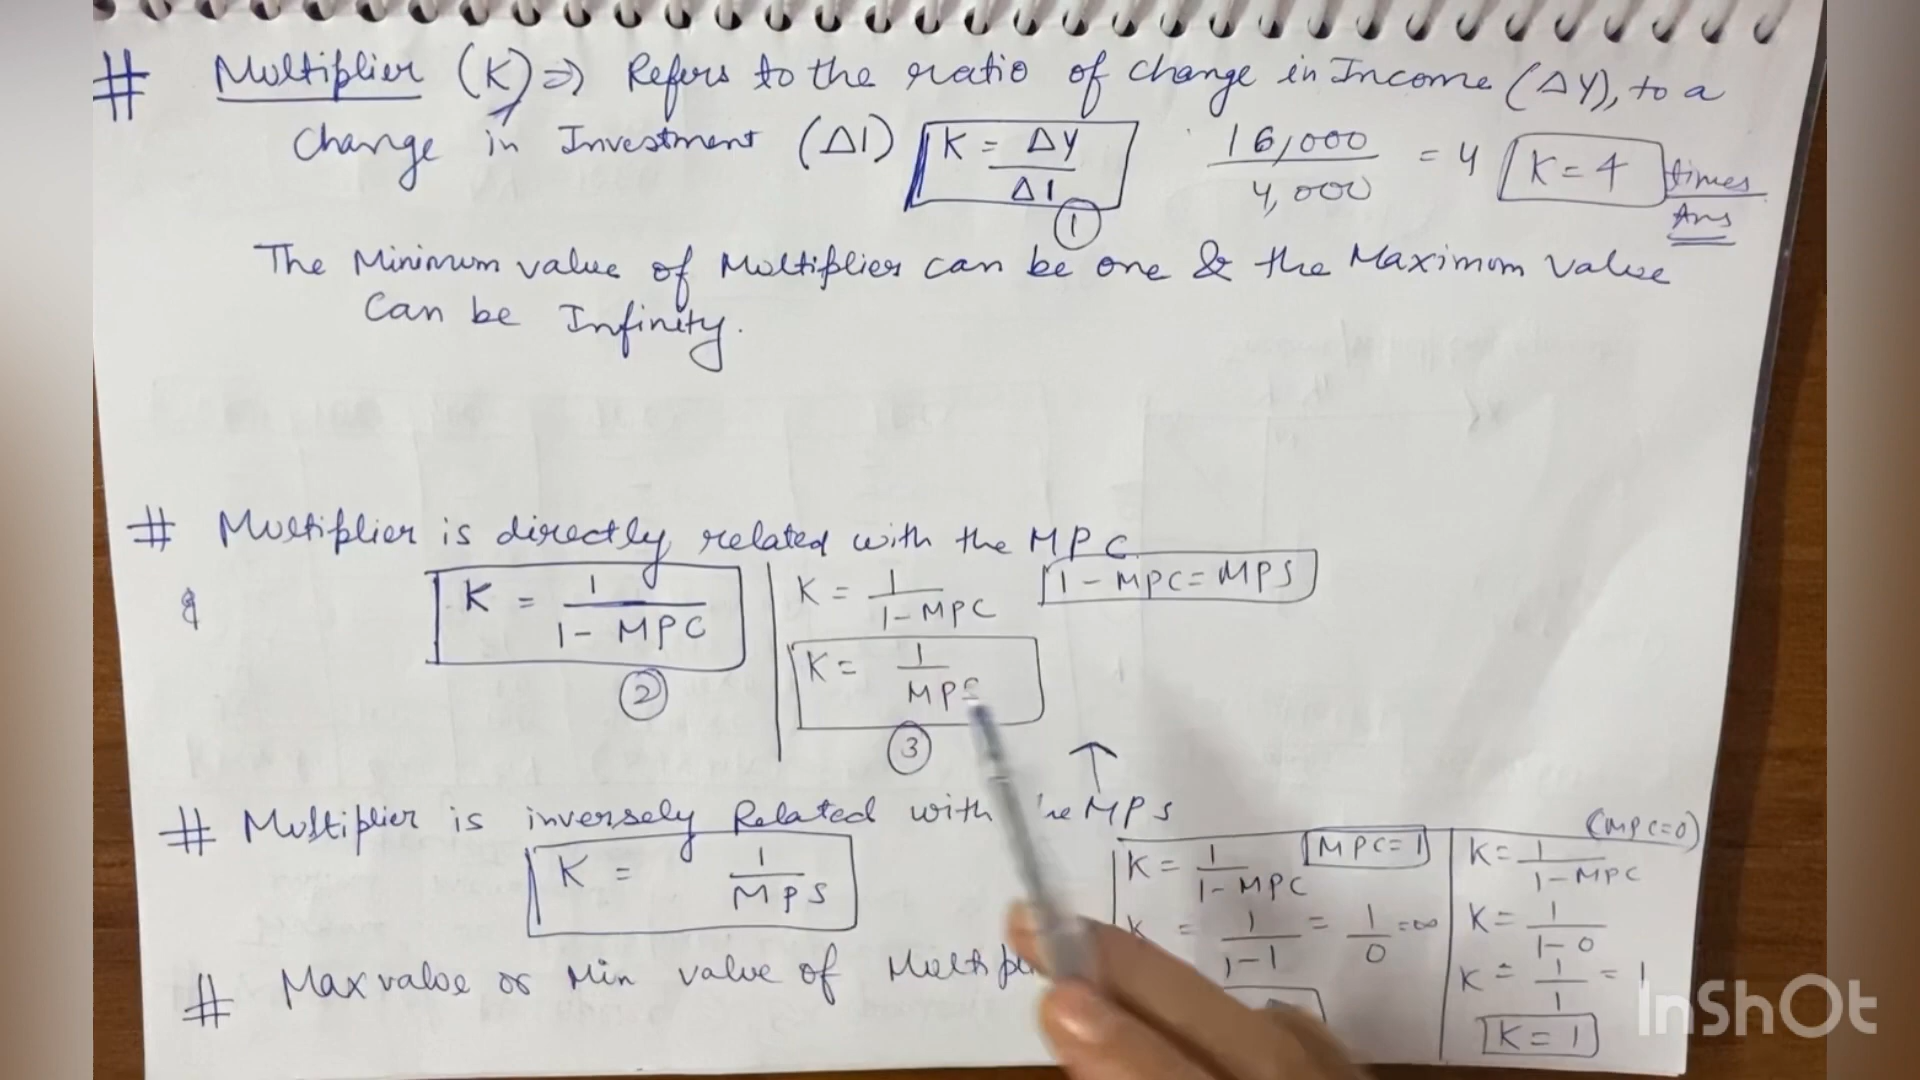 # Multiplier (K) ⇒ Refers to the ratio of change in Income (ΔY), to a
change in Investment (ΔI) K = ΔY/ΔI ① 16,000/4,000 = 4 K = 4 times
Ans
The Minimum value of Multiplier can be one & the Maximum value
can be Infinity.
# Multiplier is directly related with the MPC
& K = 1/1- MPC ②
K = 1/1- MPC 1 - MPC = MPS
K = 1/MPS ③
↑
# Multiplier is inversely Related with MPS
K = 1/MPS
# Max value or Min value of
K = 1/1- MPC MPC = 1
K = 1/1-1 = 1/0 = ∞
(MPC=0)
K = 1/1-MPC
K = 1/1-0
K = 1/1 = 1
K = 1
InShOt